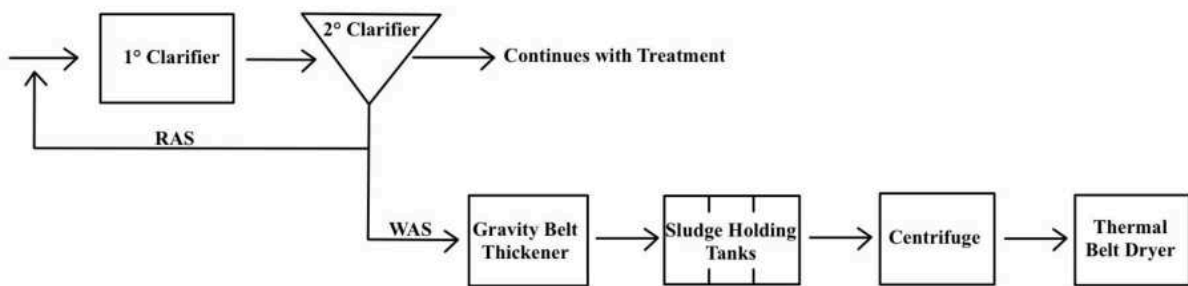 1° Clarifier
2° Clarifier
Continues with Treatment
RAS
WAS
Gravity Belt
Thickener
Sludge Holding
Tanks
Centrifuge
Thermal
Belt Dryer